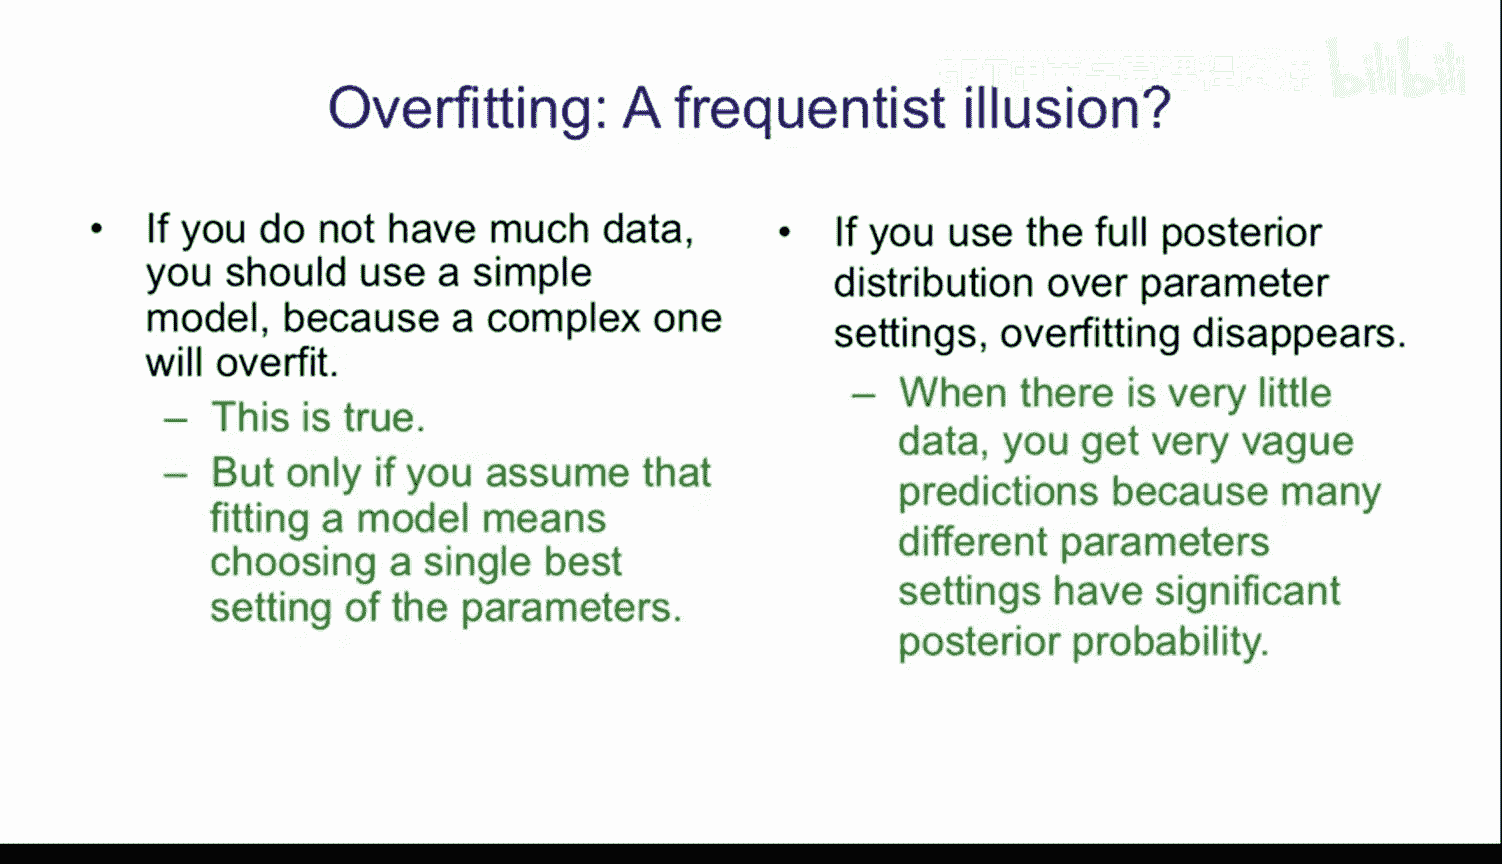 Overfitting: A frequentist illusion?
• If you do not have much data,
you should use a simple
model, because a complex one
will overfit.
– This is true.
– But only if you assume that
fitting a model means
choosing a single best
setting of the parameters.
• If you use the full posterior
distribution over parameter
settings, overfitting disappears.
– When there is very little
data, you get very vague
predictions because many
different parameters
settings have significant
posterior probability.
bilibili